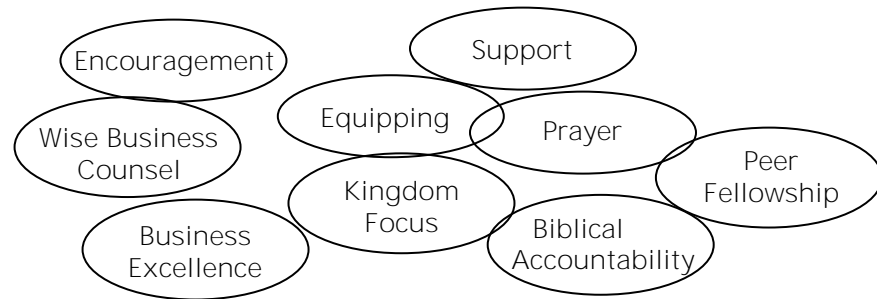 Encouragement
Support
Equipping
Prayer
Wise Business
Counsel
Peer
Fellowship
Kingdom
Focus
Business
Excellence
Biblical
Accountability